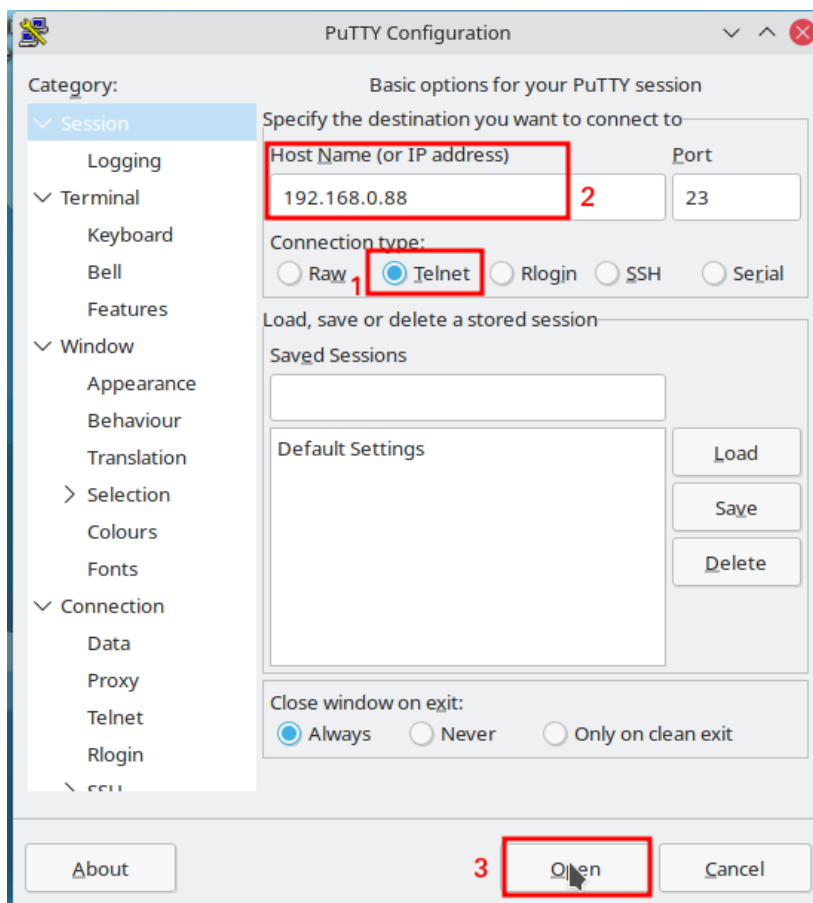 PuTTY Configuration
Category:
Session
Logging
Terminal
Keyboard
Bell
Features
Window
Appearance
Behaviour
Translation
Selection
Colours
Fonts
Connection
Data
Proxy
Telnet
Rlogin
SSH
Basic options for your PuTTY session
Specify the destination you want to connect to
Host Name (or IP address) Port
192.168.0.88 2 23
Connection type:
Raw 1 Telnet Rlogin SSH Serial
Load, save or delete a stored session
Saved Sessions
Default Settings
Load
Save
Delete
Close window on exit:
Always Never Only on clean exit
About 3 Open Cancel